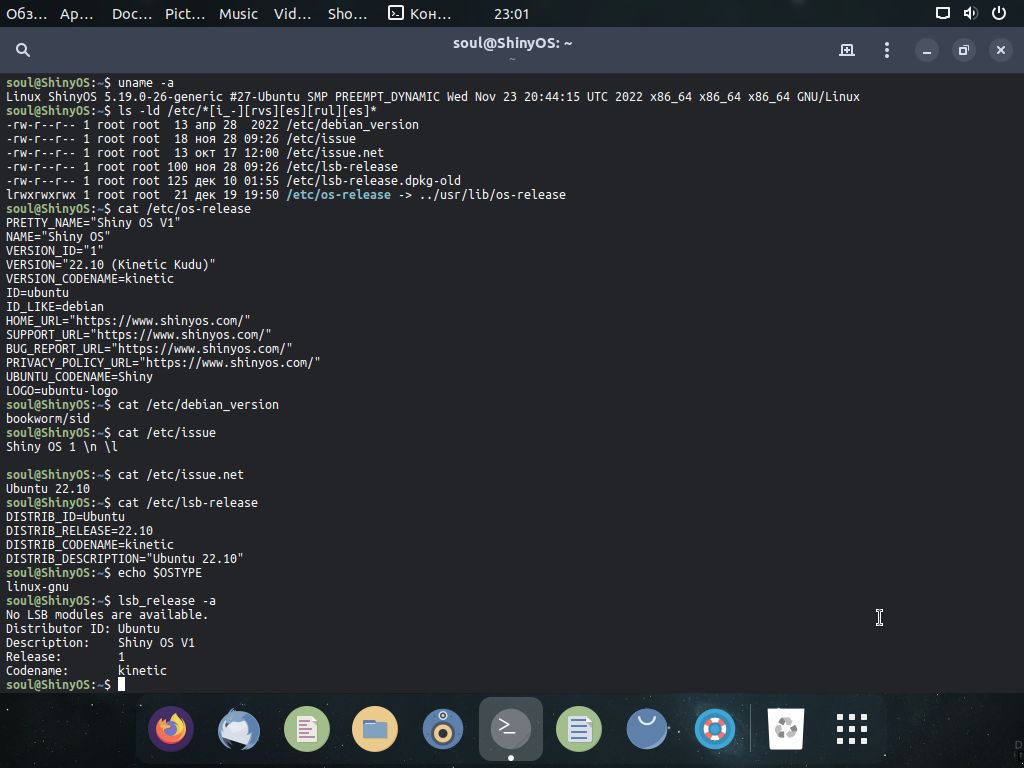 Обз… Ap… Doc… Pict… Music Vid… Sho… Кон… 23:01
soul@ShinyOS: ~
~
soul@ShinyOS:~$ uname -a
Linux ShinyOS 5.19.0-26-generic #27-Ubuntu SMP PREEMPT_DYNAMIC Wed Nov 23 20:44:15 UTC 2022 x86_64 x86_64 x86_64 GNU/Linux
soul@ShinyOS:~$ ls -ld /etc/*[i_-][rvs][es][rul][es]*
-rw-r--r-- 1 root root  13 апр 28  2022 /etc/debian_version
-rw-r--r-- 1 root root  18 ноя 28 09:26 /etc/issue
-rw-r--r-- 1 root root  13 окт 17 12:00 /etc/issue.net
-rw-r--r-- 1 root root 100 ноя 28 09:26 /etc/lsb-release
-rw-r--r-- 1 root root 125 дек 10 01:55 /etc/lsb-release.dpkg-old
lrwxrwxrwx 1 root root  21 дек 19 19:50 /etc/os-release -> ../usr/lib/os-release
soul@ShinyOS:~$ cat /etc/os-release
PRETTY_NAME="Shiny OS V1"
NAME="Shiny OS"
VERSION_ID="1"
VERSION="22.10 (Kinetic Kudu)"
VERSION_CODENAME=kinetic
ID=ubuntu
ID_LIKE=debian
HOME_URL="https://www.shinyos.com/"
SUPPORT_URL="https://www.shinyos.com/"
BUG_REPORT_URL="https://www.shinyos.com/"
PRIVACY_POLICY_URL="https://www.shinyos.com/"
UBUNTU_CODENAME=Shiny
LOGO=ubuntu-logo
soul@ShinyOS:~$ cat /etc/debian_version
bookworm/sid
soul@ShinyOS:~$ cat /etc/issue
Shiny OS 1 \n \l
soul@ShinyOS:~$ cat /etc/issue.net
Ubuntu 22.10
soul@ShinyOS:~$ cat /etc/lsb-release
DISTRIB_ID=Ubuntu
DISTRIB_RELEASE=22.10
DISTRIB_CODENAME=kinetic
DISTRIB_DESCRIPTION="Ubuntu 22.10"
soul@ShinyOS:~$ echo $OSTYPE
linux-gnu
soul@ShinyOS:~$ lsb_release -a
No LSB modules are available.
Distributor ID: Ubuntu
Description:    Shiny OS V1
Release:        1
Codename:       kinetic
soul@ShinyOS:~$